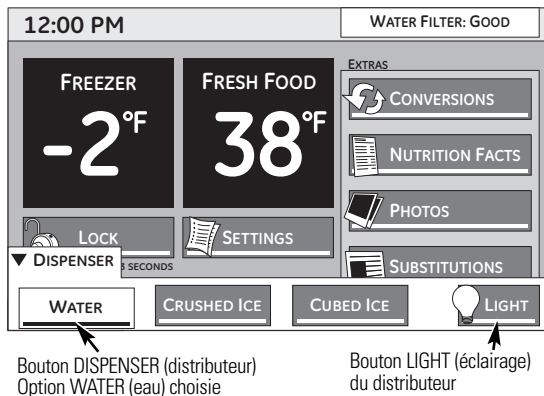 12:00 PM
WATER FILTER: GOOD
FREEZER
-2°F
FRESH FOOD
38°F
EXTRAS
CONVERSIONS
NUTRITION FACTS
PHOTOS
SUBSTITUTIONS
LOCK
3 SECONDS
SETTINGS
▼ DISPENSER
WATER
CRUSHED ICE
CUBED ICE
LIGHT
Bouton DISPENSER (distributeur)
Option WATER (eau) choisie
Bouton LIGHT (éclairage)
du distributeur